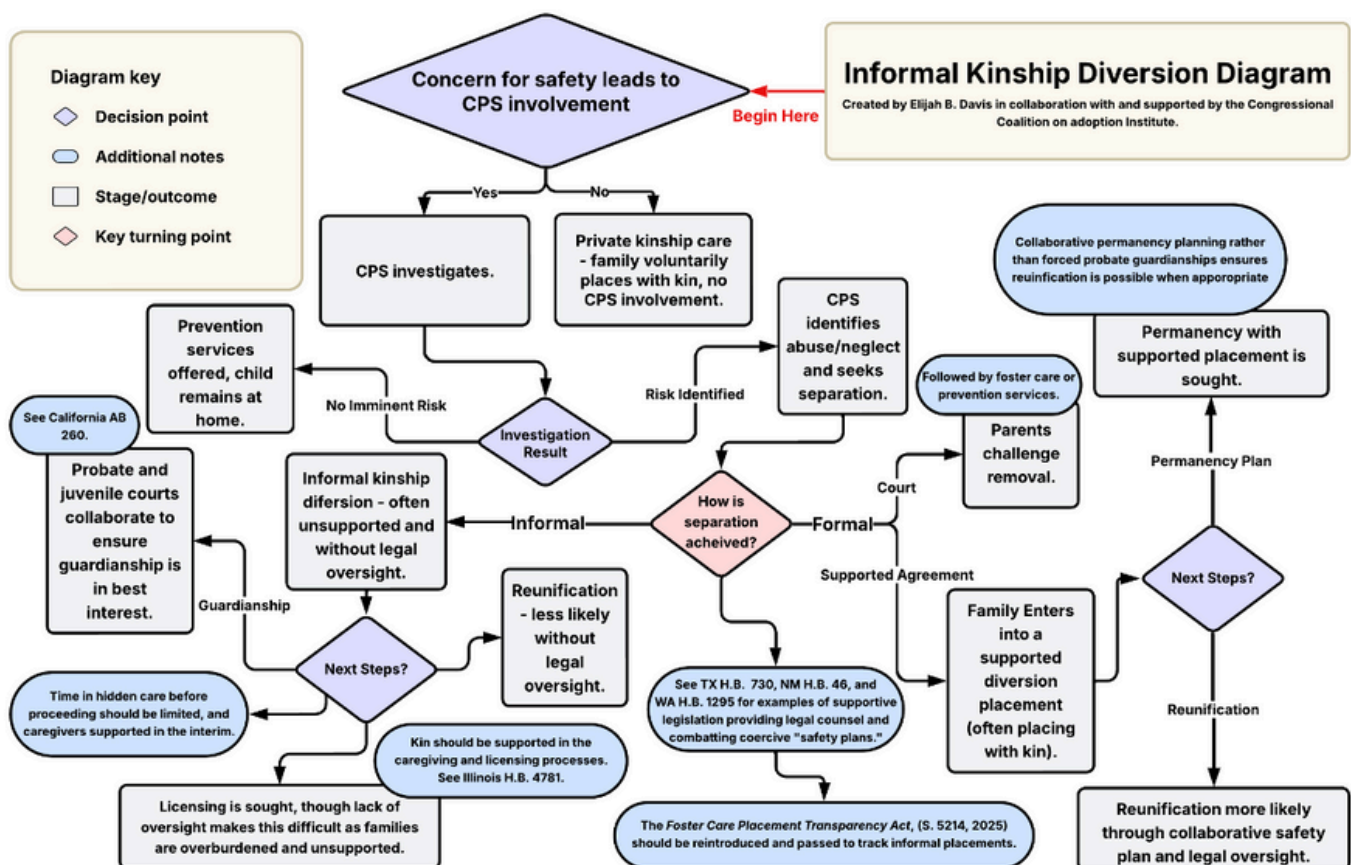 Informal Kinship Diversion Diagram
Created by Elijah B. Davis in collaboration with and supported by the Congressional
Coalition on adoption Institute.
Begin Here
Diagram key
Decision point
Additional notes
Stage/outcome
Key turning point
Concern for safety leads to
CPS involvement
Yes
No
CPS investigates.
Private kinship care
- family voluntarily
places with kin, no
CPS involvement.
Investigation
Result
No Imminent Risk
Prevention
services
offered, child
remains at
home.
Risk Identified
CPS
identifies
abuse/neglect
and seeks
separation.
How is
separation
acheived?
Informal
Informal kinship
difersion - often
unsupported and
without legal
oversight.
Next Steps?
Guardianship
See California AB
260.
Probate and
juvenile courts
collaborate to
ensure
guardianship is
in best
interest.
Reunification
- less likely
without
legal
oversight.
Time in hidden care before
proceeding should be limited, and
caregivers supported in the interim.
Kin should be supported in the
caregiving and licensing processes.
See Illinois H.B. 4781.
Licensing is sought, though lack of
oversight makes this difficult as families
are overburdened and unsupported.
See TX H.B. 730, NM H.B. 46, and
WA H.B. 1295 for examples of supportive
legislation providing legal counsel and
combatting coercive "safety plans."
The Foster Care Placement Transparency Act, (S. 5214, 2025)
should be reintroduced and passed to track informal placements.
Formal
Court
Followed by foster care or
prevention services.
Parents
challenge
removal.
Supported Agreement
Family Enters
into a
supported
diversion
placement
(often placing
with kin).
Next Steps?
Permanency Plan
Collaborative permanency planning rather
than forced probate guardianships ensures
reuinfication is possible when apporopriate
Permanency with
supported placement is
sought.
Reunification
Reunification more likely
through collaborative safety
plan and legal oversight.